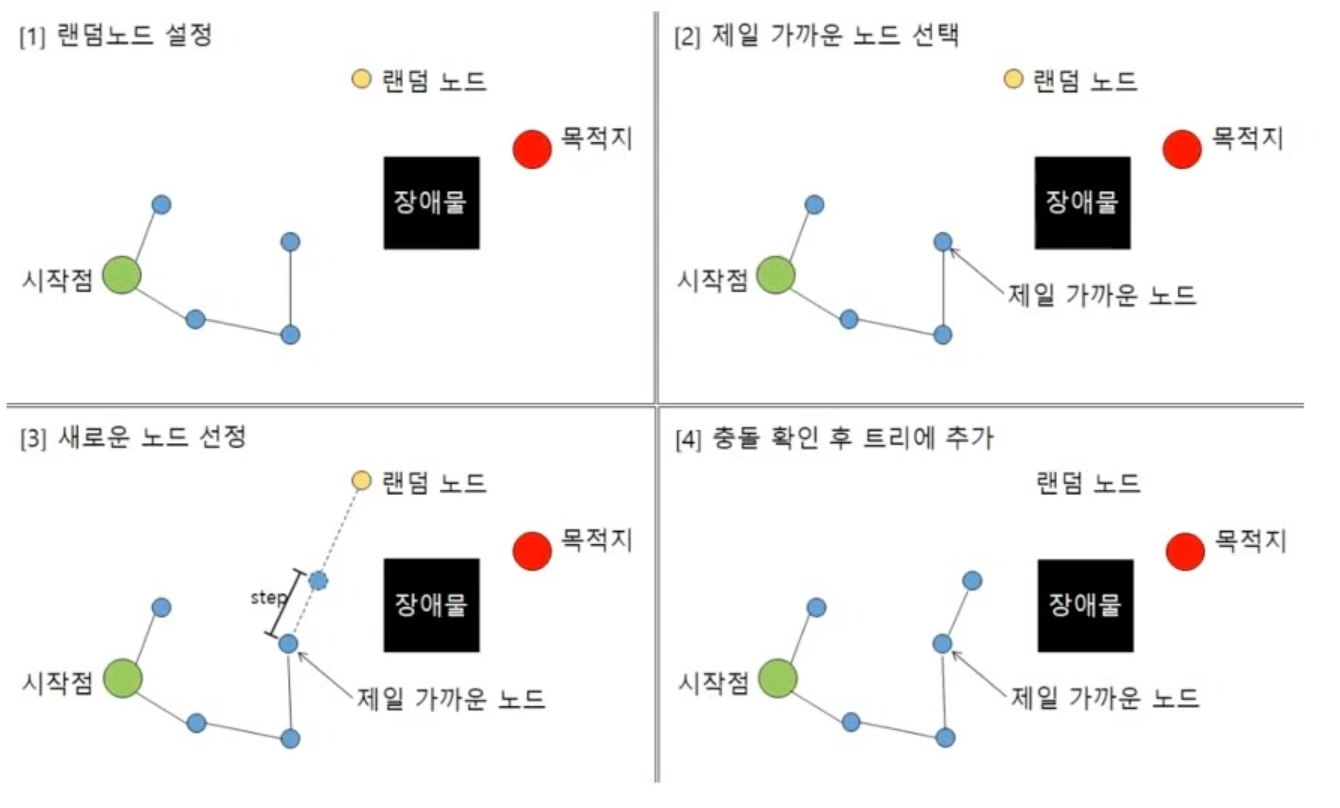 [1] 랜덤노드 설정
랜덤 노드
목적지
장애물
시작점
[2] 제일 가까운 노드 선택
랜덤 노드
목적지
장애물
시작점
제일 가까운 노드
[3] 새로운 노드 선정
랜덤 노드
목적지
step
장애물
시작점
제일 가까운 노드
[4] 충돌 확인 후 트리에 추가
랜덤 노드
목적지
장애물
시작점
제일 가까운 노드